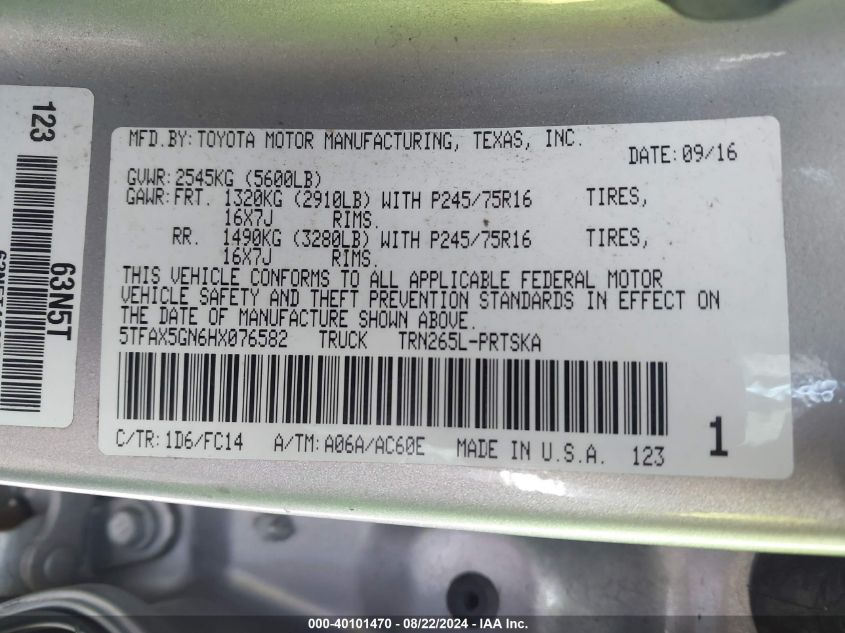 123
63N5T
MFD.BY: TOYOTA MOTOR MANUFACTURING, TEXAS, INC.
DATE: 09/16
GVWR: 2545KG (5600LB)
GAWR: FRT. 1320KG (2910LB) WITH P245/75R16 TIRES,
16X7J RIMS.
RR. 1490KG (3280LB) WITH P245/75R16 TIRES,
16X7J RIMS.
THIS VEHICLE CONFORMS TO ALL APPLICABLE FEDERAL MOTOR
VEHICLE SAFETY AND THEFT PREVENTION STANDARDS IN EFFECT ON
THE DATE OF MANUFACTURE SHOWN ABOVE.
5TFAX5GN6HX076582 TRUCK TRN265L-PRTSKA
C/TR: 1D6/FC14 A/TM: A06A/AC60E MADE IN U.S.A. 123
1
000-40101470 - 08/22/2024 - IAA Inc.